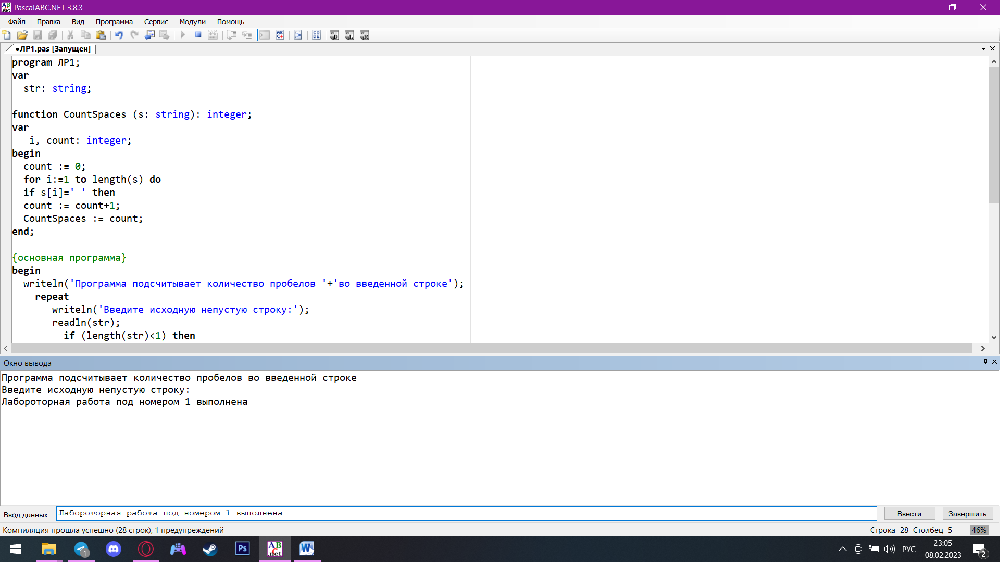 PascalABC.NET 3.8.3
Файл Правка Вид Программа Сервис Модули Помощь
●ЛР1.pas [Запущен]
program ЛР1;
var
str: string;
function CountSpaces (s: string): integer;
var
i, count: integer;
begin
count := 0;
for i:=1 to length(s) do
if s[i]=' ' then
count := count+1;
CountSpaces := count;
end;
{основная программа}
begin
writeln('Программа подсчитывает количество пробелов '+'во введенной строке');
repeat
writeln('Введите исходную непустую строку:');
readln(str);
if (length(str)<1) then
Окно вывода
Программа подсчитывает количество пробелов во введенной строке
Введите исходную непустую строку:
Лабороторная работа под номером 1 выполнена
Ввод данных: Лабороторная работа под номером 1 выполнена Ввести Завершить
Компиляция прошла успешно (28 строк), 1 предупреждений Строка 28 Столбец 5 46%
1 Ps AB C .net W РУС 23:05 2
08.02.2023